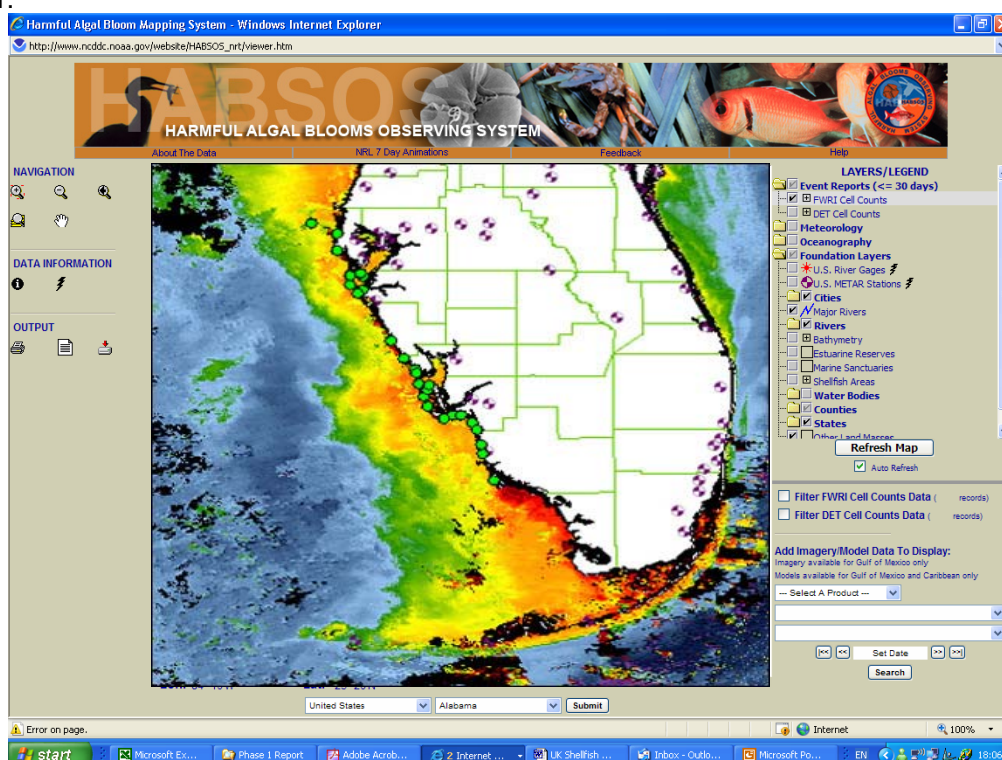 1.
Harmful Algal Bloom Mapping System - Windows Internet Explorer
http://www.ncddc.noaa.gov/website/HABSOS_nrt/viewer.htm
HABSOS
HARMFUL ALGAL BLOOMS OBSERVING SYSTEM
About The Data NRL 7 Day Animations Feedback Help
NAVIGATION
DATA INFORMATION
OUTPUT
LAYERS/LEGEND
Event Reports (<= 30 days)
FWRI Cell Counts
DET Cell Counts
Meteorology
Oceanography
Foundation Layers
U.S. River Gages
U.S. METAR Stations
Cities
Major Rivers
Rivers
Bathymetry
Estuarine Reserves
Marine Sanctuaries
Shellfish Areas
Water Bodies
Counties
States
Other Land Masses
Refresh Map
Auto Refresh
Filter FWRI Cell Counts Data ( records)
Filter DET Cell Counts Data ( records)
Add Imagery/Model Data To Display:
Imagery available for Gulf of Mexico only
Models available for Gulf of Mexico and Caribbean only
--- Select A Product ---
|<< << Set Date >> >>|
Search
United States Alabama Submit
Error on page. Internet 100%
start Microsoft Ex... Phase 1 Report Adobe Acrob... 2 Internet ... UK Shellfish ... Inbox - Outlo... Microsoft Po... EN 18:06